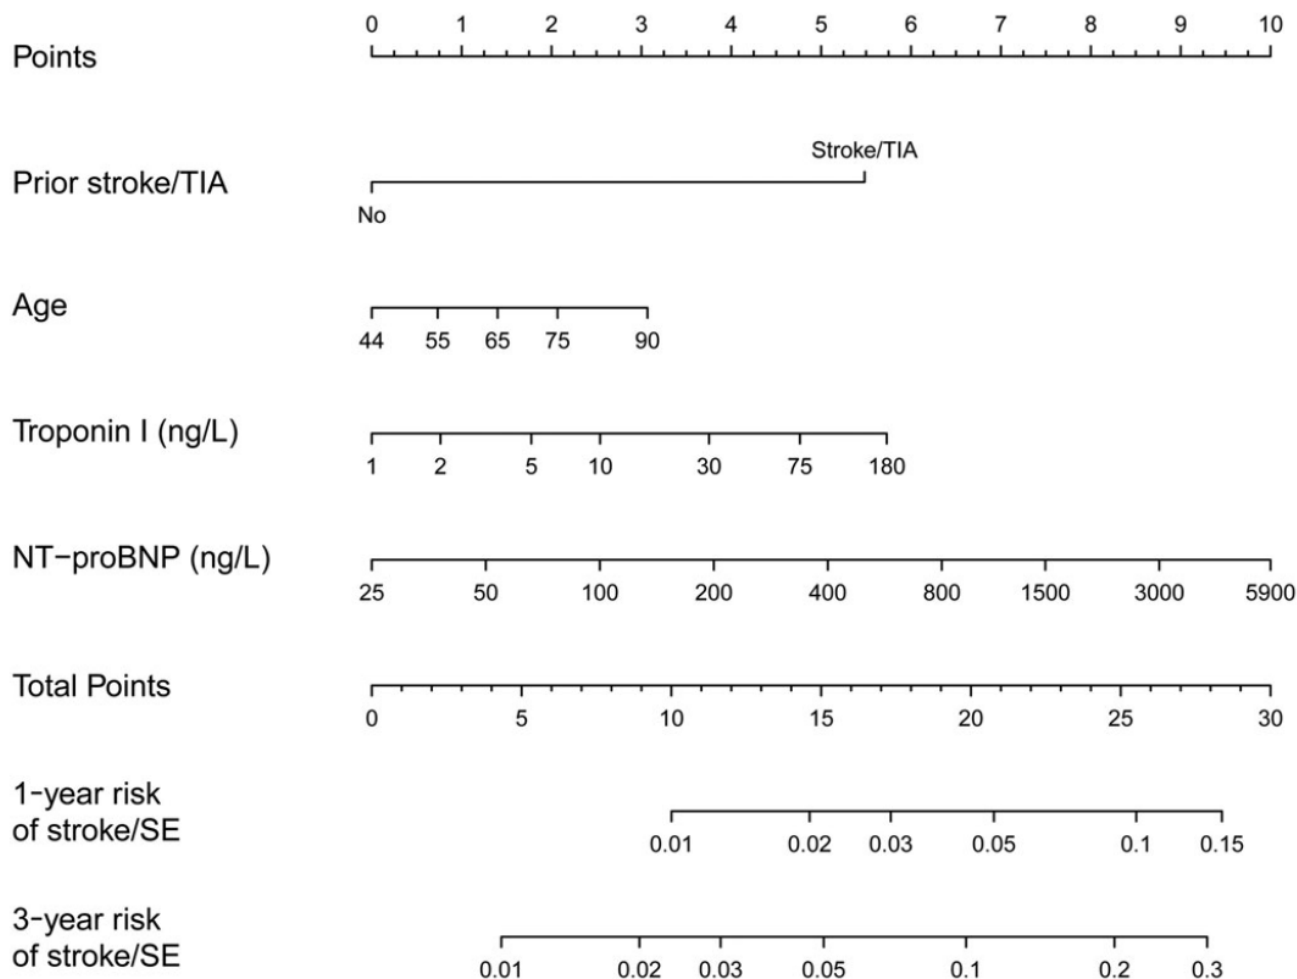 0 1 2 3 4 5 6 7 8 9 10
Points
Stroke/TIA
Prior stroke/TIA
No
Age
44 55 65 75 90
Troponin I (ng/L)
1 2 5 10 30 75 180
NT−proBNP (ng/L)
25 50 100 200 400 800 1500 3000 5900
Total Points
0 5 10 15 20 25 30
1−year risk
of stroke/SE
0.01 0.02 0.03 0.05 0.1 0.15
3−year risk
of stroke/SE
0.01 0.02 0.03 0.05 0.1 0.2 0.3